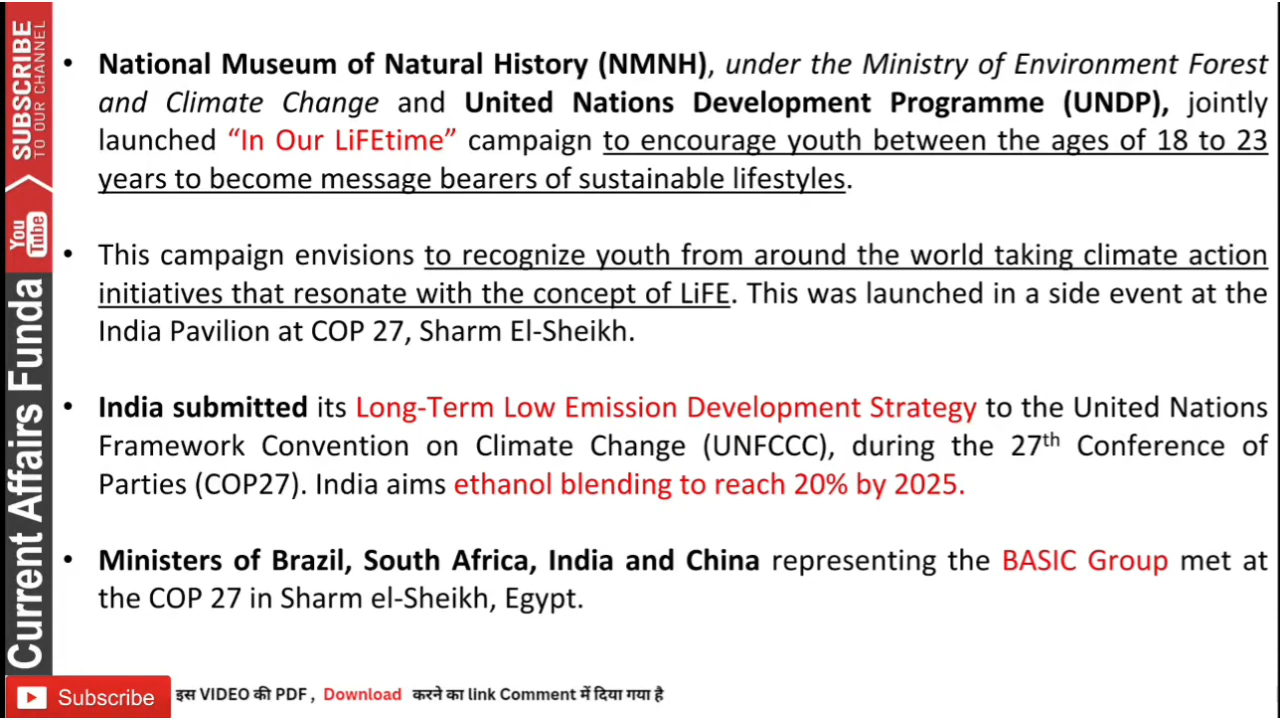 • National Museum of Natural History (NMNH), under the Ministry of Environment Forest
and Climate Change and United Nations Development Programme (UNDP), jointly
launched “In Our LiFEtime” campaign to encourage youth between the ages of 18 to 23
years to become message bearers of sustainable lifestyles.
• This campaign envisions to recognize youth from around the world taking climate action
initiatives that resonate with the concept of LiFE. This was launched in a side event at the
India Pavilion at COP 27, Sharm El-Sheikh.
• India submitted its Long-Term Low Emission Development Strategy to the United Nations
Framework Convention on Climate Change (UNFCCC), during the 27th Conference of
Parties (COP27). India aims ethanol blending to reach 20% by 2025.
• Ministers of Brazil, South Africa, India and China representing the BASIC Group met at
the COP 27 in Sharm el-Sheikh, Egypt.
SUBSCRIBE
TO OUR CHANNEL
You
Tube
Current Affairs Funda
Subscribe
इस VIDEO की PDF , Download करने का link Comment में दिया गया है